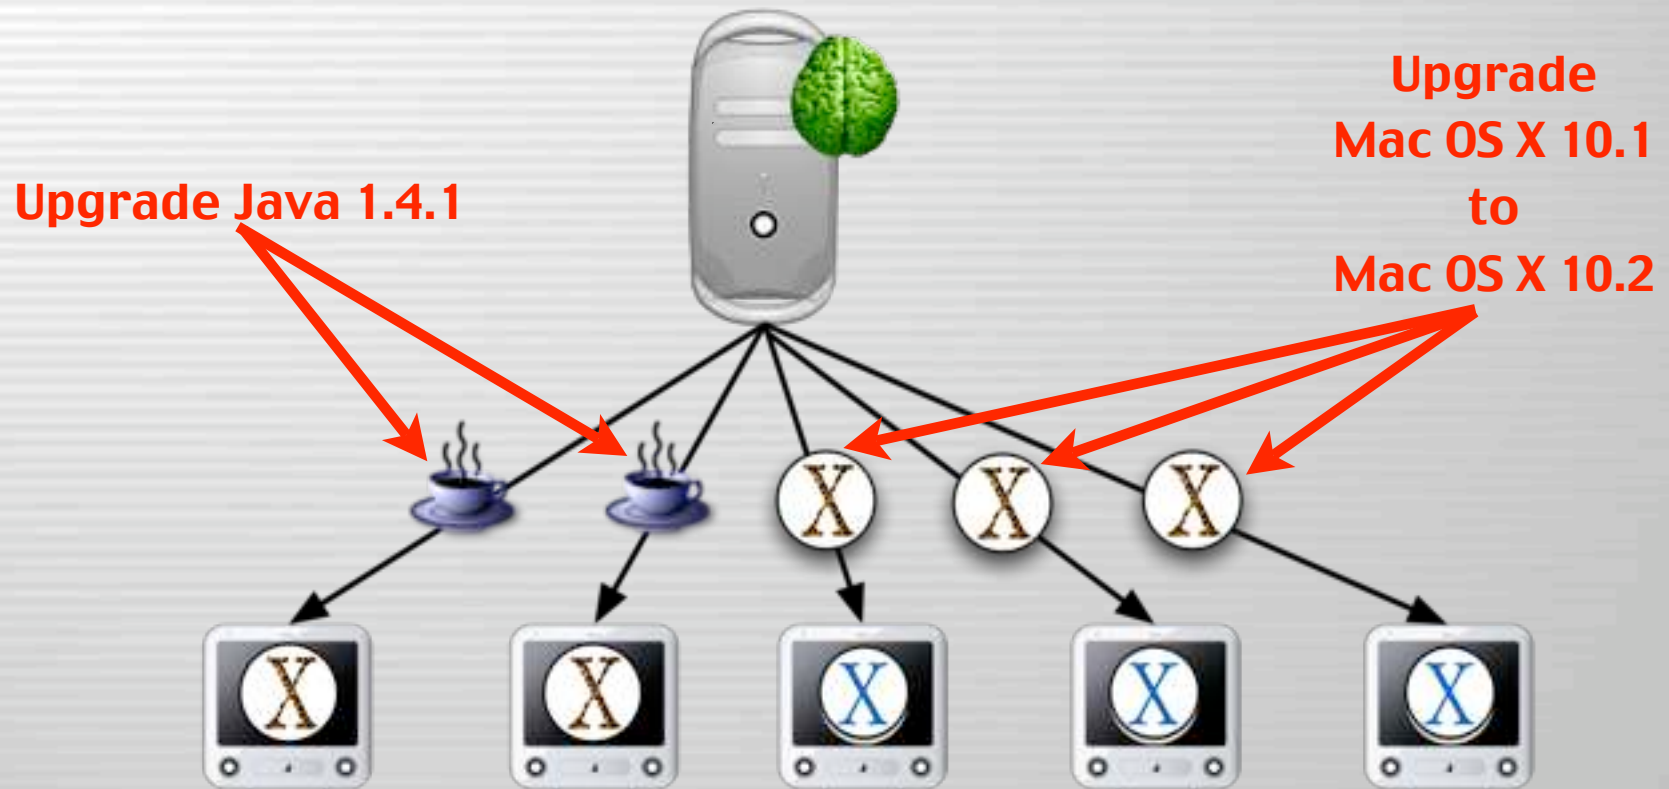 Upgrade
Mac OS X 10.1
to
Mac OS X 10.2
Upgrade Java 1.4.1
X
X
X
X
X
X
X
X